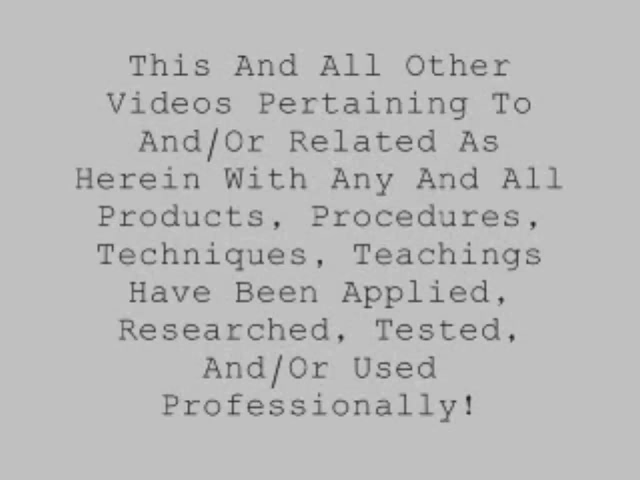 This And All Other
Videos Pertaining To
And/Or Related As
Herein With Any And All
Products, Procedures,
Techniques, Teachings
Have Been Applied,
Researched, Tested,
And/Or Used
Professionally!